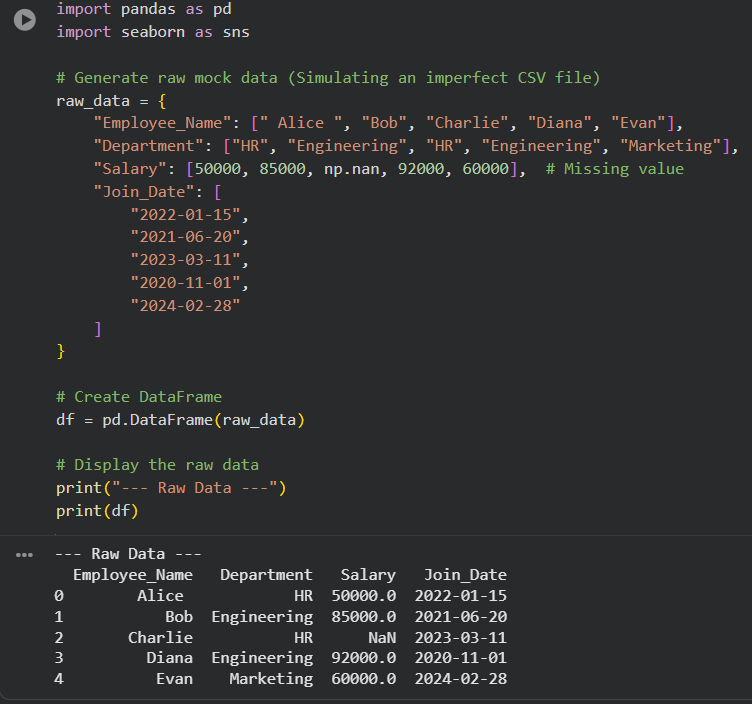 import pandas as pd
import seaborn as sns
# Generate raw mock data (Simulating an imperfect CSV file)
raw_data = {
    "Employee_Name": [" Alice ", "Bob", "Charlie", "Diana", "Evan"],
    "Department": ["HR", "Engineering", "HR", "Engineering", "Marketing"],
    "Salary": [50000, 85000, np.nan, 92000, 60000],  # Missing value
    "Join_Date": [
        "2022-01-15",
        "2021-06-20",
        "2023-03-11",
        "2020-11-01",
        "2024-02-28"
    ]
}
# Create DataFrame
df = pd.DataFrame(raw_data)
# Display the raw data
print("--- Raw Data ---")
print(df)
--- Raw Data ---
  Employee_Name   Department   Salary   Join_Date
0        Alice            HR  50000.0  2022-01-15
1           Bob  Engineering  85000.0  2021-06-20
2       Charlie           HR      NaN  2023-03-11
3         Diana  Engineering  92000.0  2020-11-01
4          Evan    Marketing  60000.0  2024-02-28